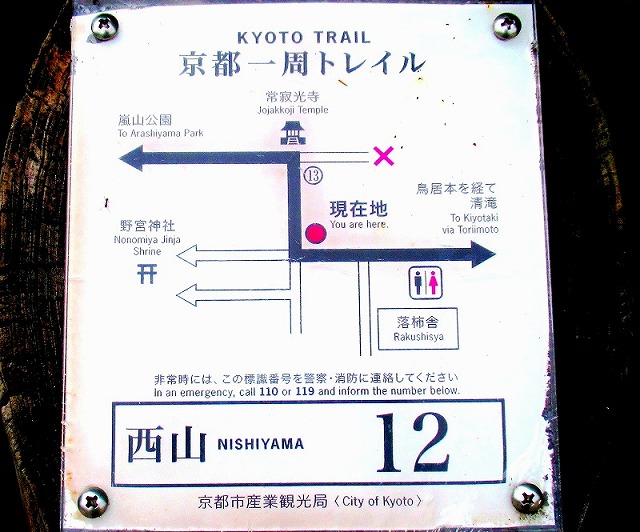 KYOTO TRAIL
京都一周トレイル
常寂光寺
Jojakkoji Temple
嵐山公園
To Arashiyama Park
⑬
鳥居本を経て
清滝
To Kiyotaki
via Toriimoto
現在地
You are here.
野宮神社
Nonomiya Jinja
Shrine
落柿舎
Rakushisya
非常時には、この標識番号を警察・消防に連絡してください
In an emergency, call 110 or 119 and inform the number below.
西山 NISHIYAMA 12
京都市産業観光局〈City of Kyoto〉